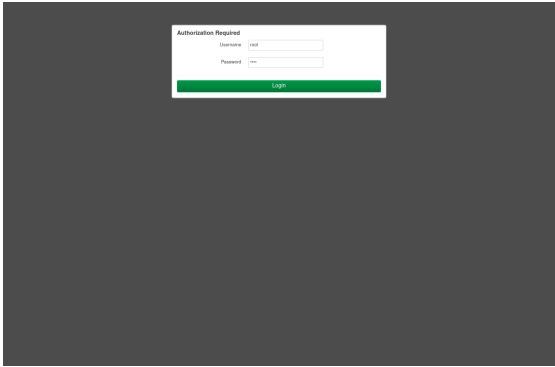 Authorization Required
Username root
Password ••••
Login